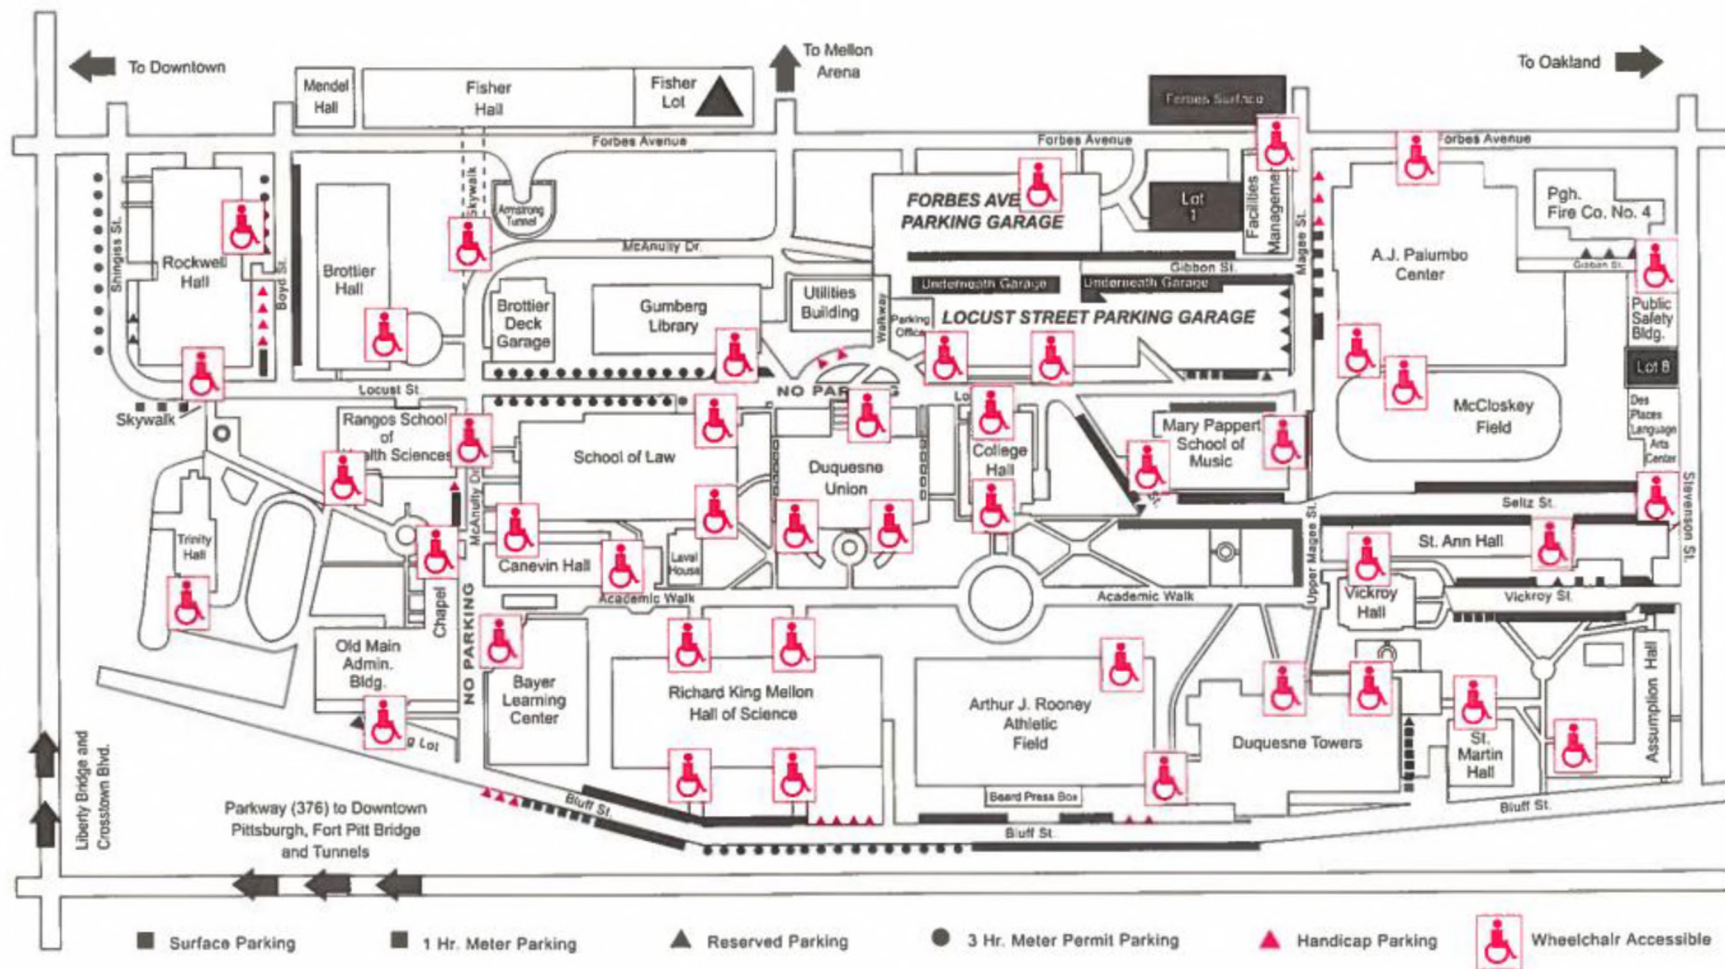 To Downtown
Mendel
Hall
Fisher
Hall
Fisher
Lot
To Mellon
Arena
Forbes Surface
To Oakland
Forbes Avenue
Forbes Avenue
orbes Avenue
Shingiss St.
Rockwell
Hall
Boyd St.
Brottier
Hall
Skywalk
Armstrong
Tunnel
McAnulty Dr.
FORBES AVE
PARKING GARAGE
Lot
1
Facilities
Manageme
Magee St.
A.J. Palumbo
Center
Pgh.
Fire Co. No. 4
Gibbon St.
Gibbon St.
Brottier
Deck
Garage
Gumberg
Library
Utilities
Building
Walkway
Parking
Offic
Underneath Garage
Underneath Garage
LOCUST STREET PARKING GARAGE
Public
Safety
Bldg.
Lot 8
Locust St.
NO PAR
G
Lo
Skywalk
Rangos School
of
alth Sciences
McAnulty Dr.
School of Law
Duquesne
Union
College
Hall
Mary Pappert
School of
Music
St.
McCloskey
Field
Des
Places
Language
Arts
Center
Seitz St.
Stevenson St.
Trinity
Hall
Canevin Hall
Laval
House
Upper Magee St.
St. Ann Hall
Chapel
NO PARKING
Academic Walk
Academic Walk
Vickroy
Hall
Vickroy St.
Old Main
Admin.
Bldg.
g Lot
Bayer
Learning
Center
Richard King Mellon
Hall of Science
Arthur J. Rooney
Athletic
Field
Duquesne Towers
St.
Martin
Hall
Assumption Hall
Beard Press Box
Bluff St.
Bluff St.
Bluff St.
Liberty Bridge and
Crosstown Blvd.
Parkway (376) to Downtown
Pittsburgh, Fort Pitt Bridge
and Tunnels
Surface Parking
1 Hr. Meter Parking
Reserved Parking
3 Hr. Meter Permit Parking
Handicap Parking
Wheelchair Accessible